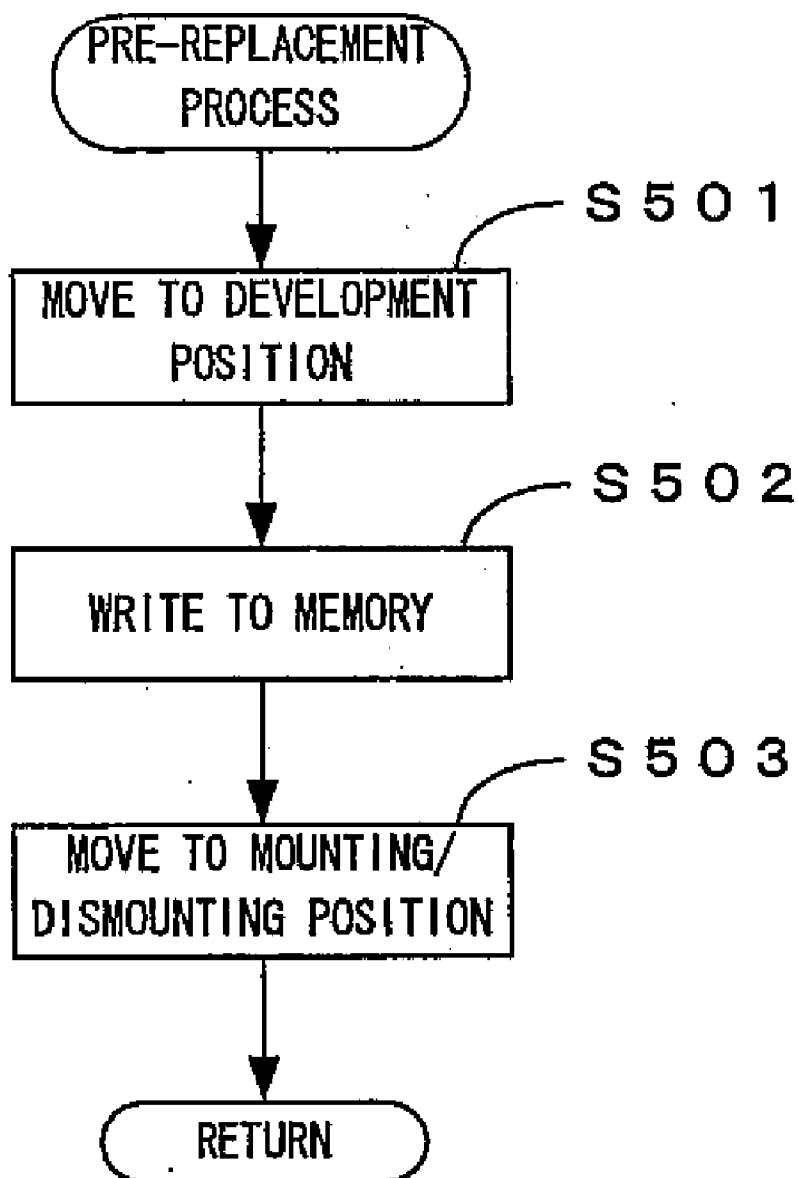 PRE-REPLACEMENT
PROCESS
S501
MOVE TO DEVELOPMENT
POSITION
S502
WRITE TO MEMORY
S503
MOVE TO MOUNTING/
DISMOUNTING POSITION
RETURN